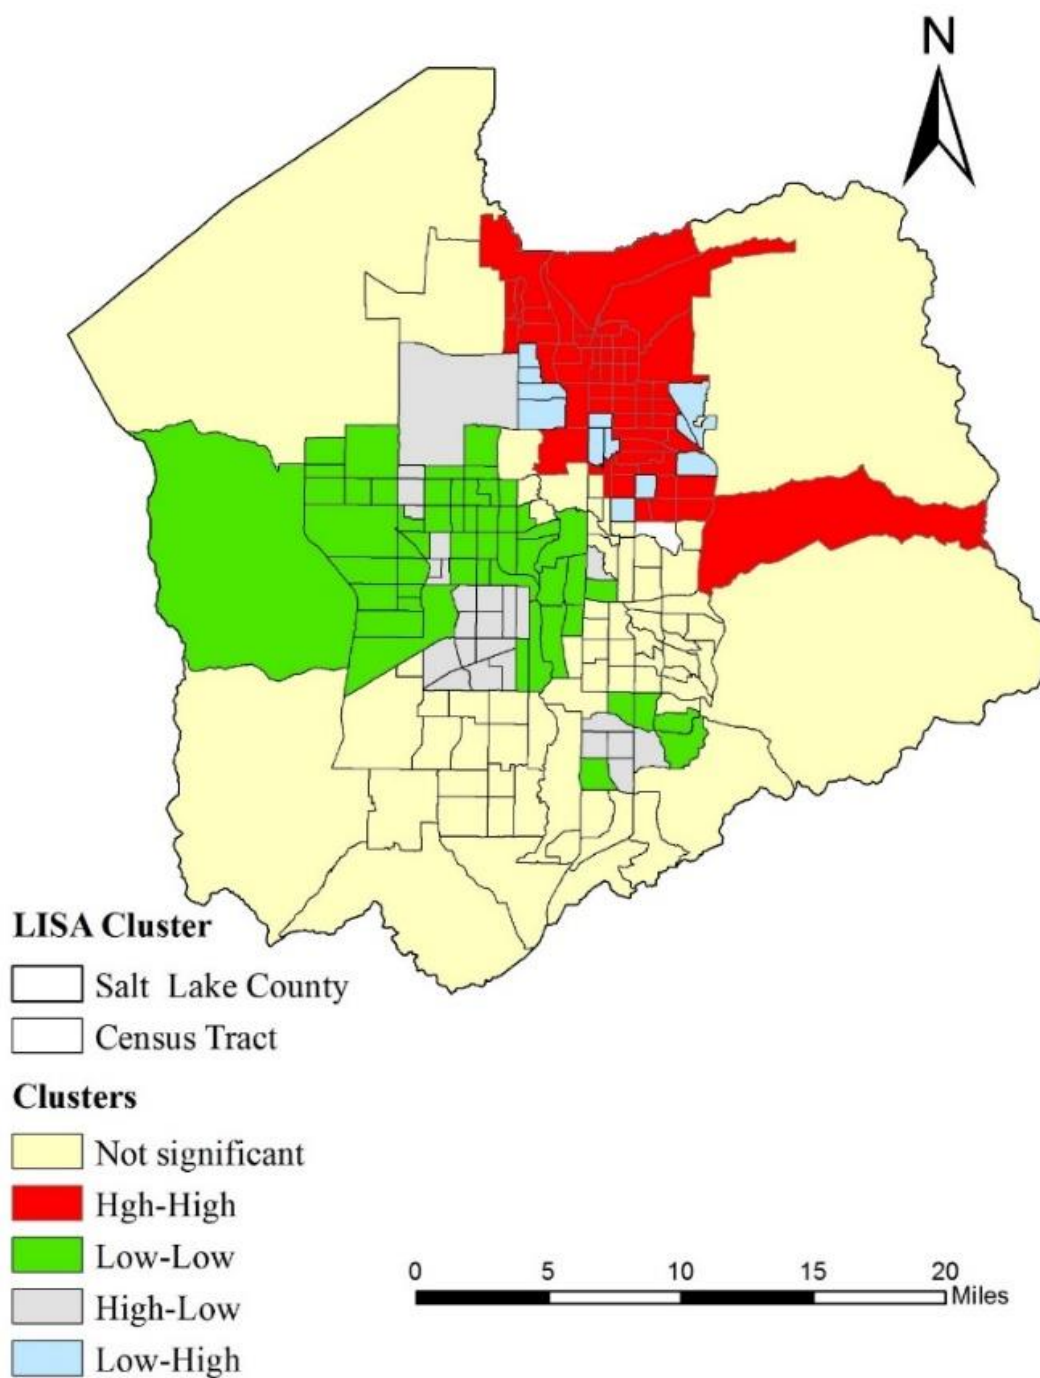 N
LISA Cluster
Salt Lake County
Census Tract
Clusters
Not significant
Hgh-High
Low-Low
High-Low
Low-High
0 5 10 15 20
Miles